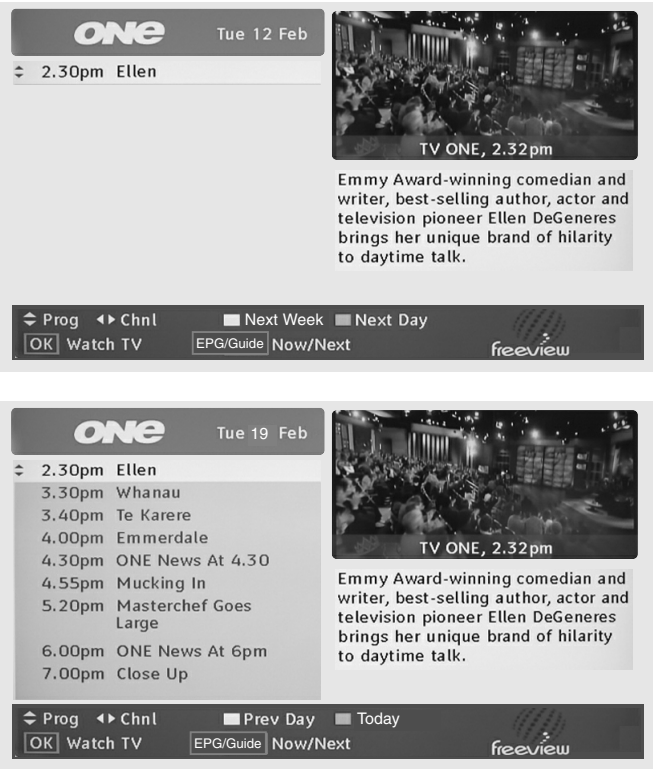 ONE Tue 12 Feb
2.30pm Ellen
TV ONE, 2.32pm
Emmy Award-winning comedian and
writer, best-selling author, actor and
television pioneer Ellen DeGeneres
brings her unique brand of hilarity
to daytime talk.
Prog Chnl Next Week Next Day
OK Watch TV EPG/Guide Now/Next freeview
ONE Tue 19 Feb
2.30pm Ellen
3.30pm Whanau
3.40pm Te Karere
4.00pm Emmerdale
4.30pm ONE News At 4.30
4.55pm Mucking In
5.20pm Masterchef Goes
Large
6.00pm ONE News At 6pm
7.00pm Close Up
TV ONE, 2.32pm
Emmy Award-winning comedian and
writer, best-selling author, actor and
television pioneer Ellen DeGeneres
brings her unique brand of hilarity
to daytime talk.
Prog Chnl Prev Day Today
OK Watch TV EPG/Guide Now/Next freeview